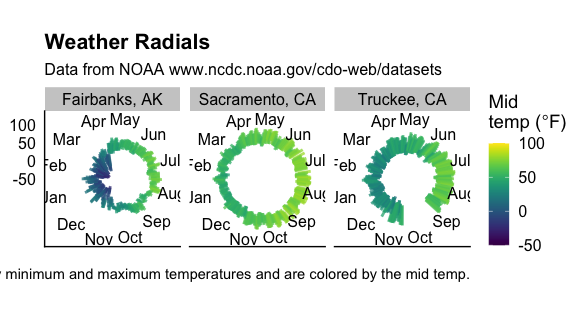 Weather Radials
Data from NOAA www.ncdc.noaa.gov/cdo-web/datasets
Fairbanks, AK
Sacramento, CA
Truckee, CA
100
50
0
-50
Apr May
Mar Jun
Feb Jul
Jan Aug
Dec Sep
Nov Oct
Apr May
Mar Jun
Feb Jul
Jan Aug
Dec Sep
Nov Oct
Apr May
Mar Jun
Feb Jul
Jan Aug
Dec Sep
Nov Oct
Mid
temp (°F)
100
50
0
-50
minimum and maximum temperatures and are colored by the mid temp.